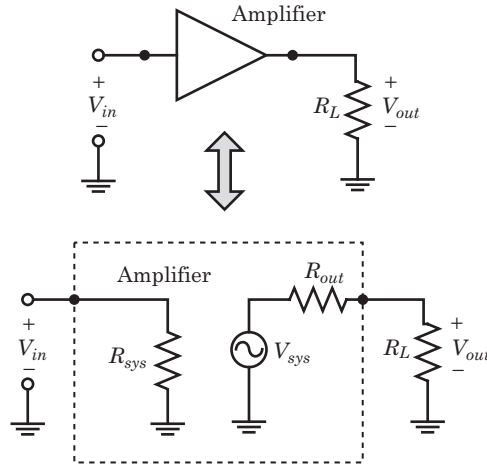 Amplifier
+
V_in
−
R_L
+
V_out
−
Amplifier
R_out
+
V_in
−
R_sys
V_sys
R_L
+
V_out
−